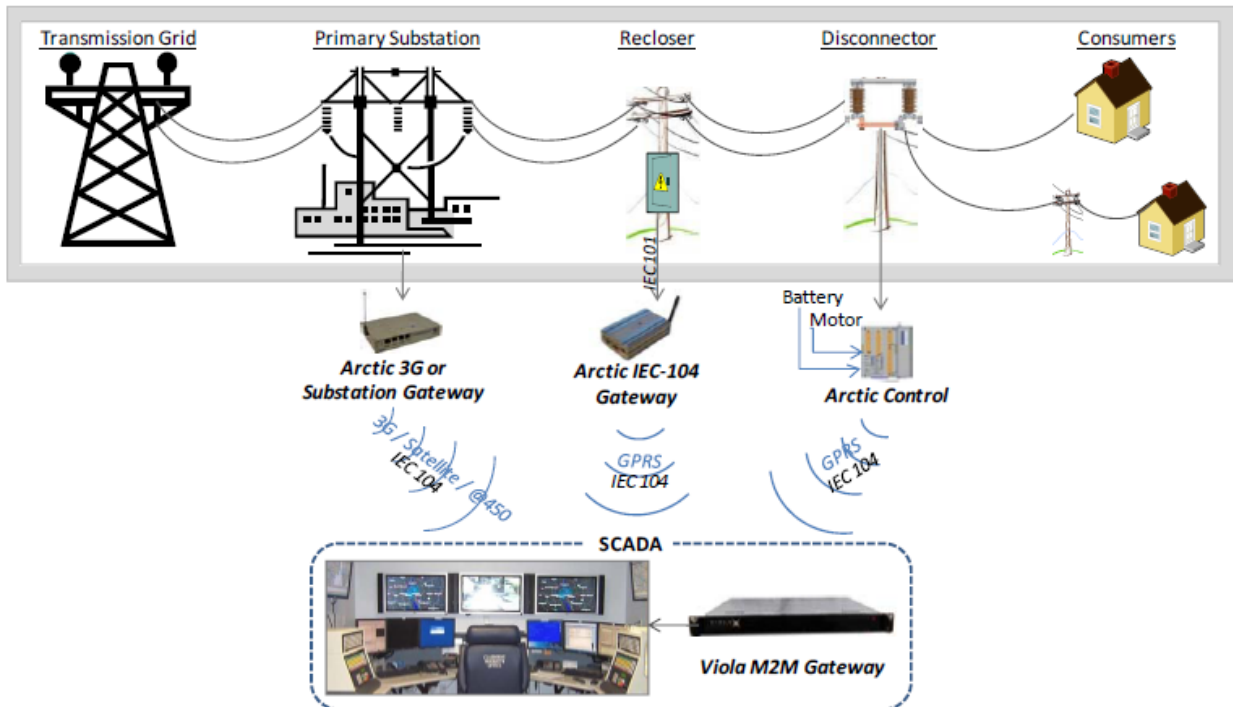 Transmission Grid
Primary Substation
Recloser
Disconnector
Consumers
IEC101
Battery
Motor
Arctic 3G or
Substation Gateway
Arctic IEC-104
Gateway
Arctic Control
3G / Satellite / @450
IEC 104
GPRS
IEC 104
GPRS
IEC 104
SCADA
Viola M2M Gateway